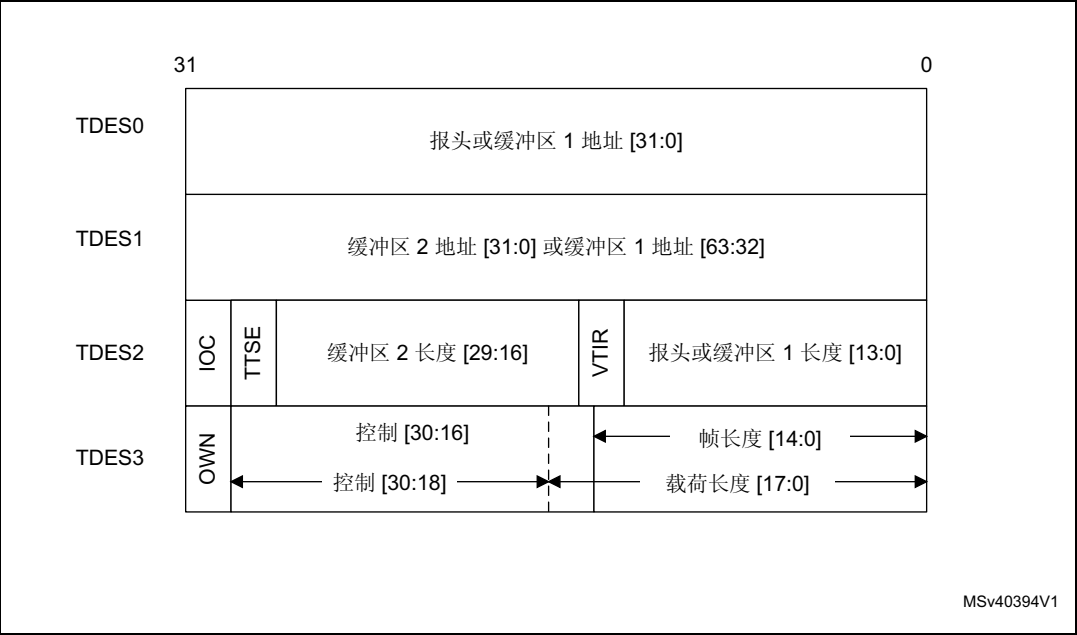 31 0
TDES0 报头或缓冲区 1 地址 [31:0]
TDES1 缓冲区 2 地址 [31:0] 或缓冲区 1 地址 [63:32]
TDES2 IOC TTSE 缓冲区 2 长度 [29:16] VTIR 报头或缓冲区 1 长度 [13:0]
TDES3 OWN 控制 [30:16] 帧长度 [14:0]
控制 [30:18] 载荷长度 [17:0]
MSv40394V1